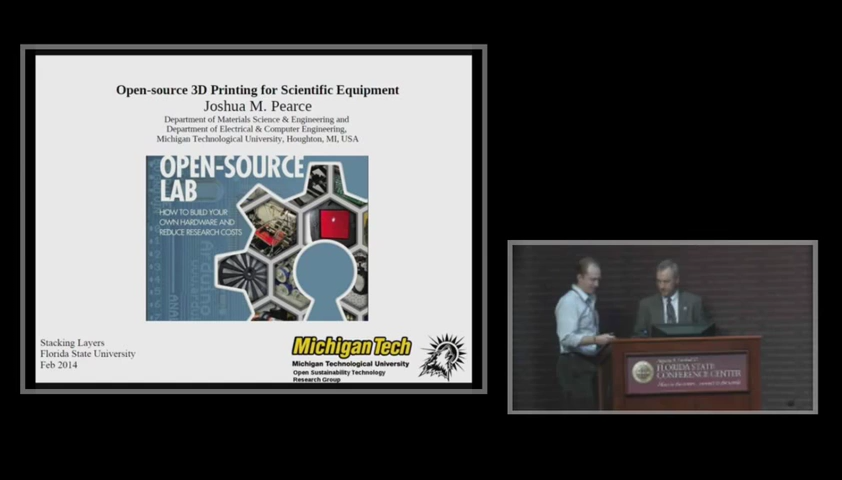 Open-source 3D Printing for Scientific Equipment
Joshua M. Pearce
Department of Materials Science & Engineering and
Department of Electrical & Computer Engineering,
Michigan Technological University, Houghton, MI, USA
OPEN-SOURCE
LAB
HOW TO BUILD YOUR
OWN HARDWARE AND
REDUCE RESEARCH COSTS
Arduino
Stacking Layers
Florida State University
Feb 2014
Michigan Tech
Michigan Technological University
Open Sustainability Technology
Research Group
FLORIDA STATE
CONFERENCE CENTER